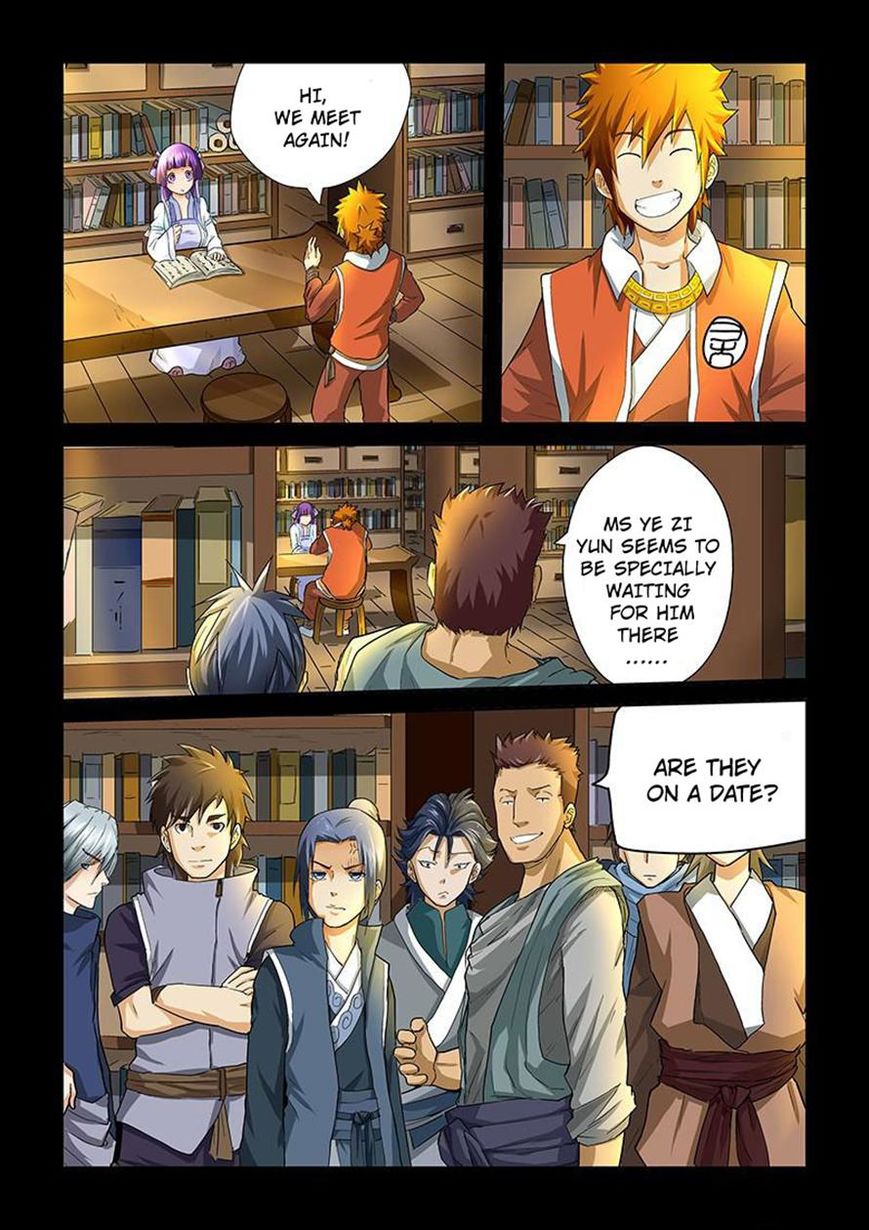 HI,
WE MEET
AGAIN!
MS YE ZI
YUN SEEMS TO
BE SPECIALLY
WAITING
FOR HIM
THERE
......
ARE THEY
ON A DATE?